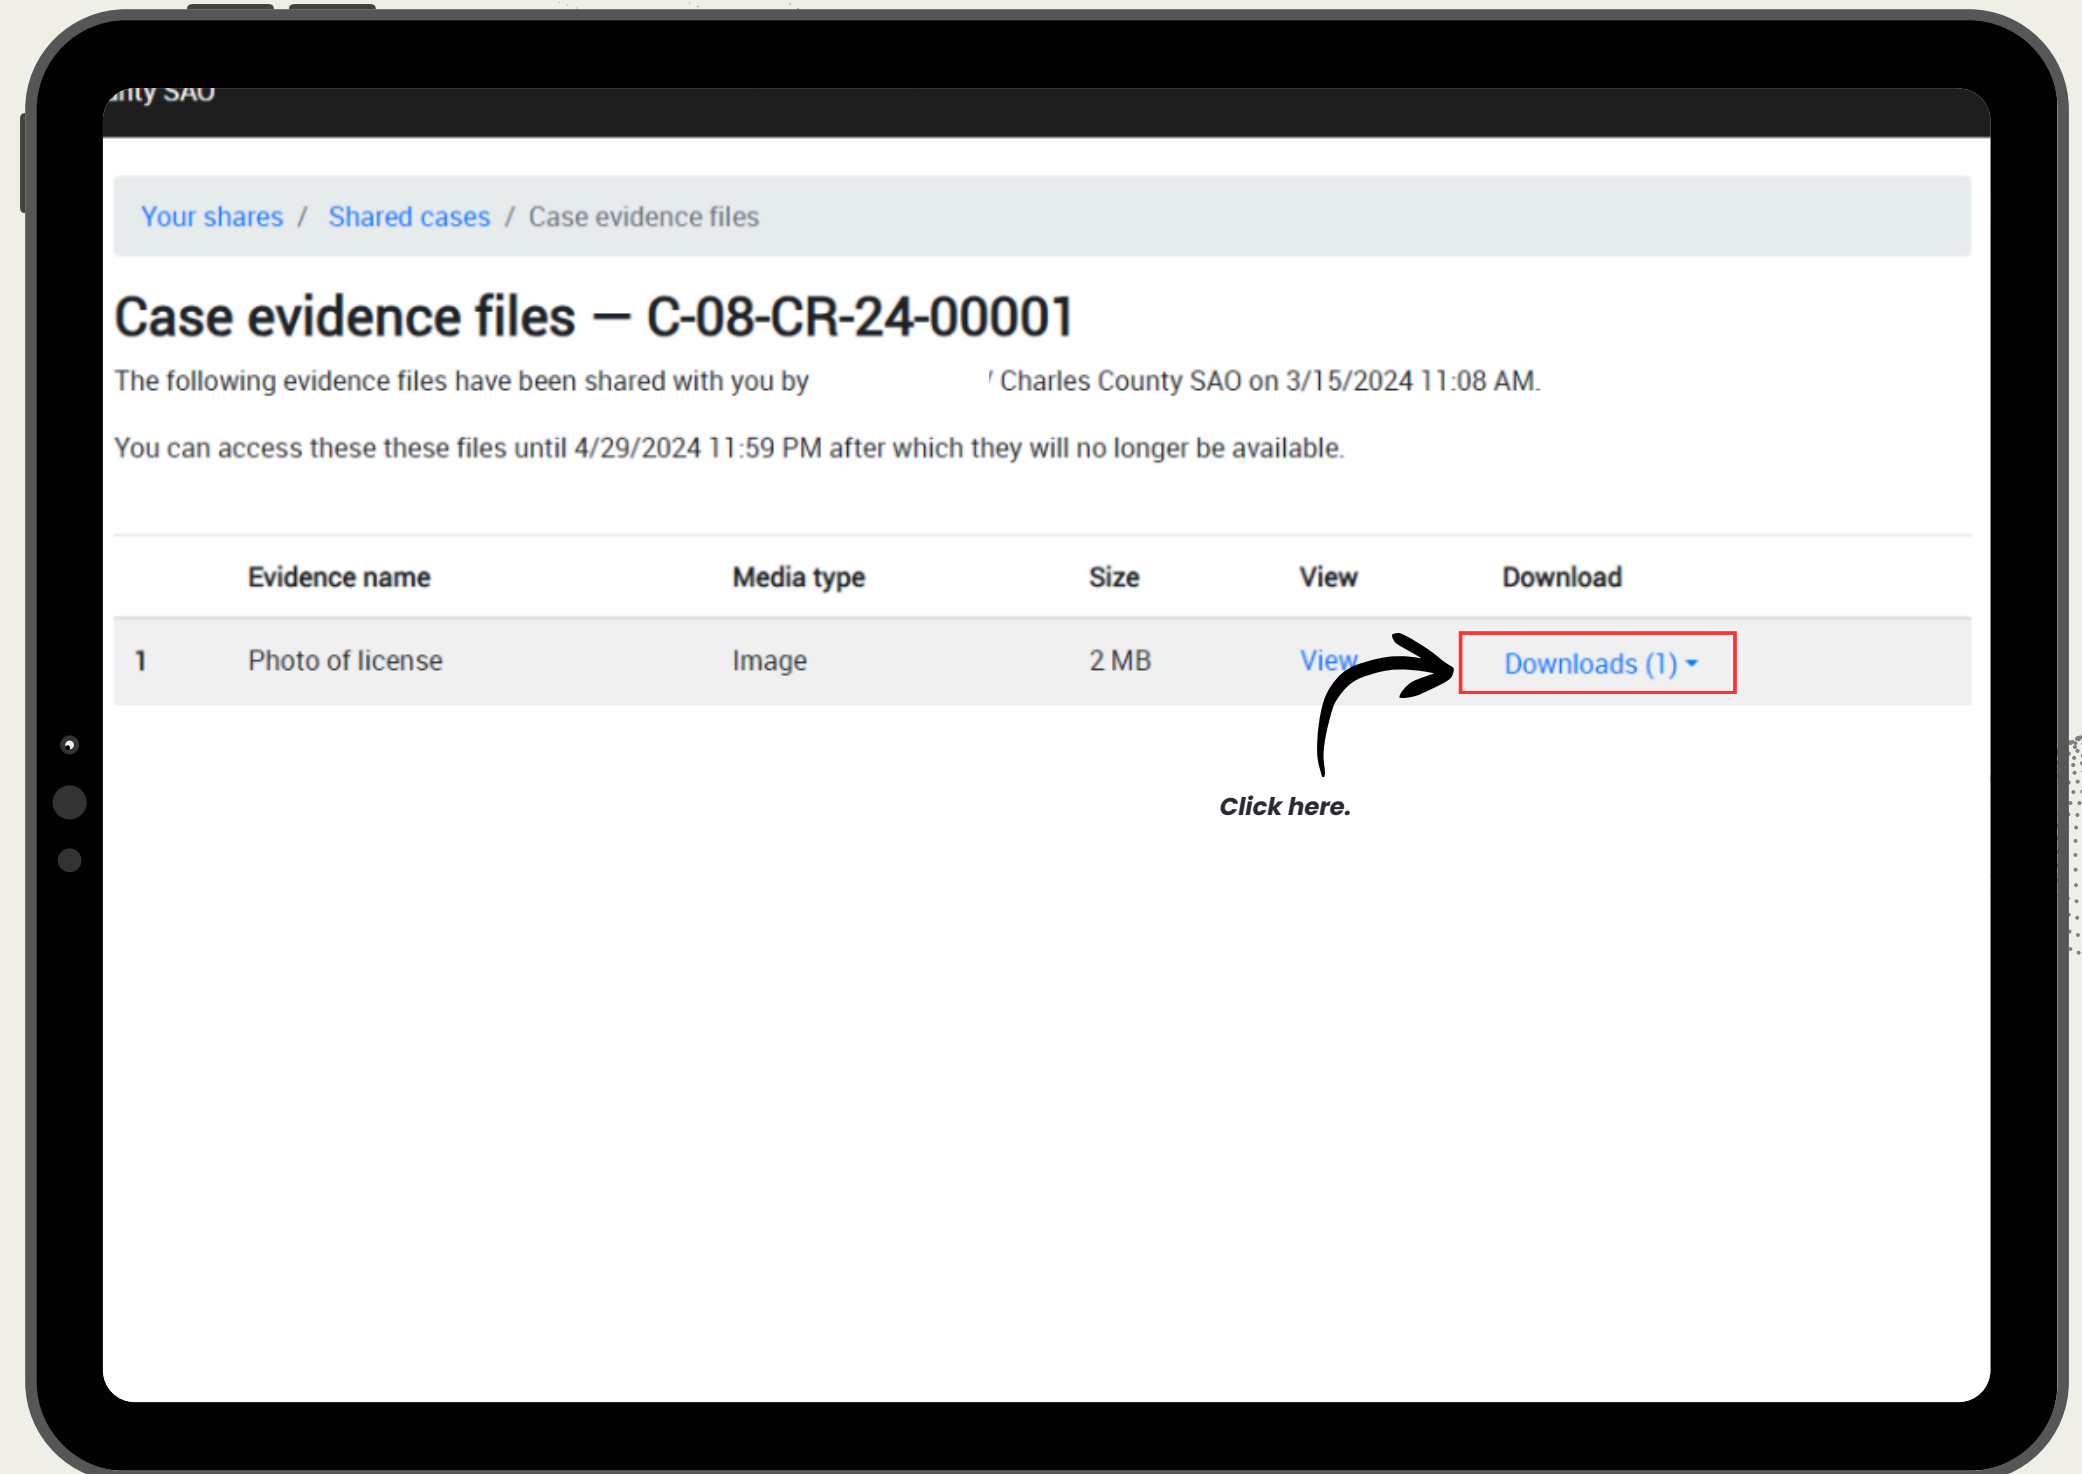 nty SAO
Your shares / Shared cases / Case evidence files
Case evidence files — C-08-CR-24-00001
The following evidence files have been shared with you by / Charles County SAO on 3/15/2024 11:08 AM.
You can access these these files until 4/29/2024 11:59 PM after which they will no longer be available.
Evidence name Media type Size View Download
1 Photo of license Image 2 MB View Downloads (1)
Click here.